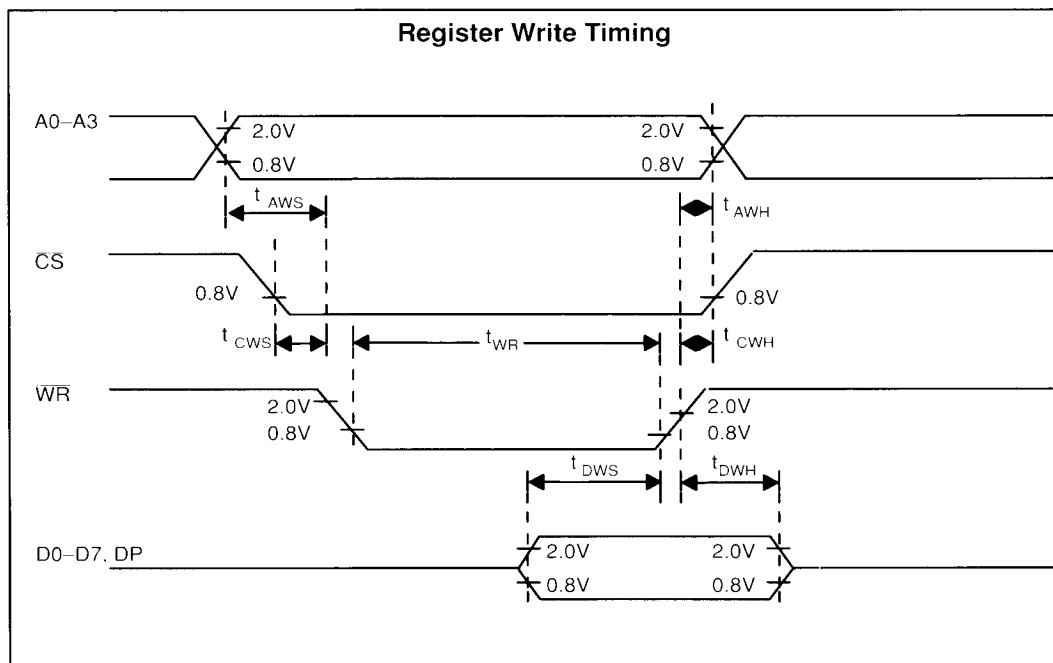 Register Write Timing
A0–A3
2.0V 2.0V
0.8V 0.8V
t AWS t AWH
CS
0.8V 0.8V
t CWS t WR t CWH
WR
2.0V 2.0V
0.8V 0.8V
t DWS t DWH
D0–D7, DP
2.0V 2.0V
0.8V 0.8V